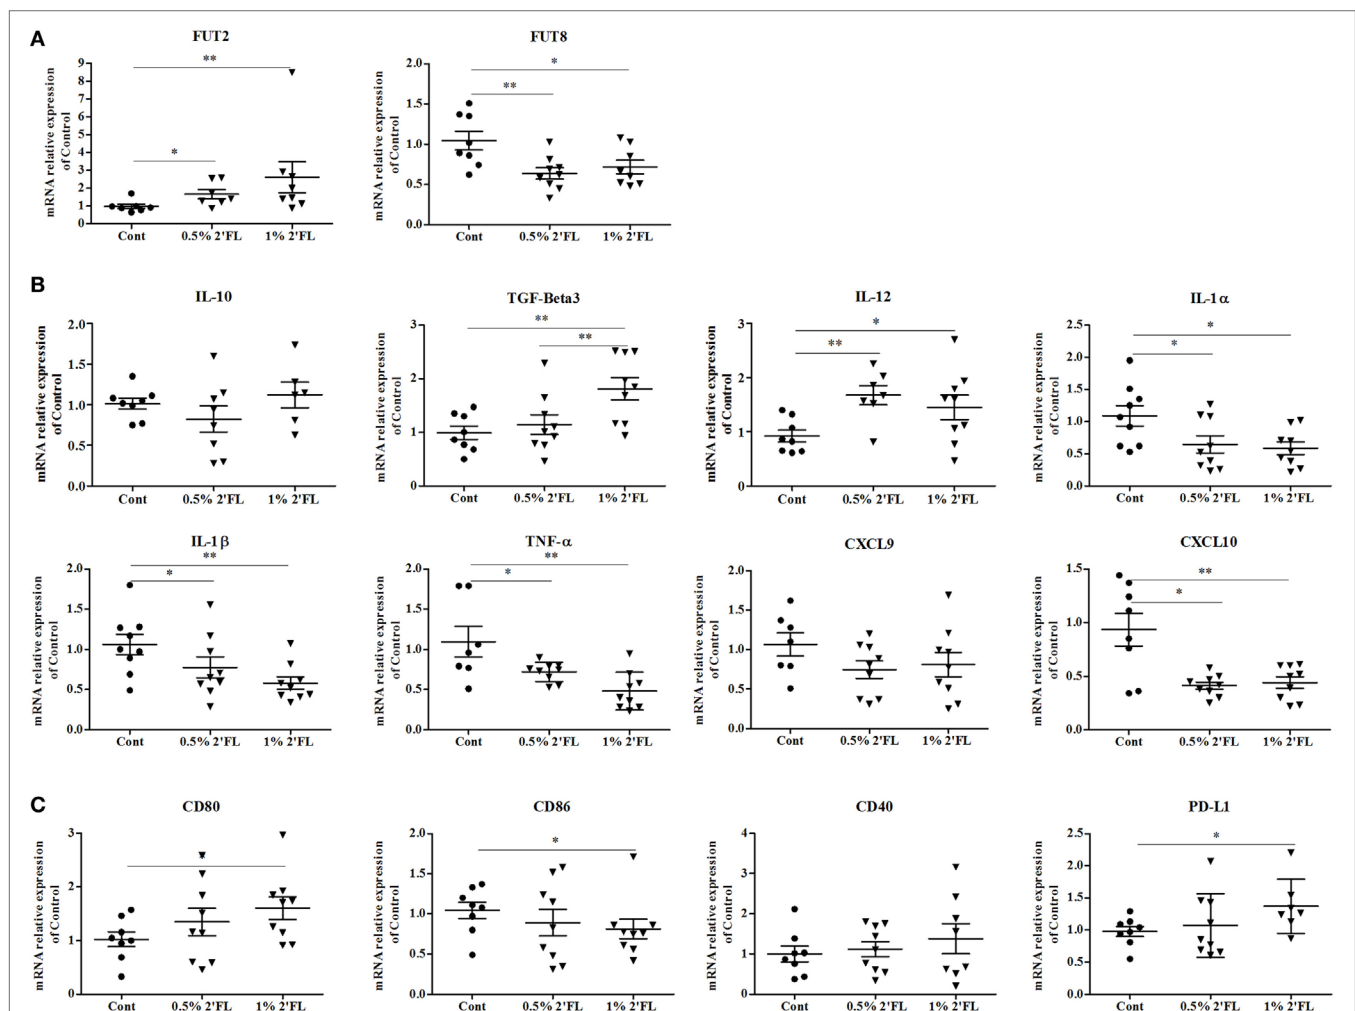 A
FUT2
mRNA relative expression
of Control
9
8
7
6
5
4
3
2
1
0
**
*
Cont 0.5% 2'FL 1% 2'FL
FUT8
mRNA relative expression
of Control
2.0
1.5
1.0
0.5
0.0
*
**
Cont 0.5% 2'FL 1% 2'FL
B
IL-10
mRNA relative expression
of Control
2.0
1.5
1.0
0.5
0.0
Cont 0.5% 2'FL 1% 2'FL
TGF-Beta3
mRNA relative expression
of Control
3
2
1
0
**
**
Cont 0.5% 2'FL 1% 2'FL
IL-12
mRNA relative expression
of Control
3
2
1
0
*
**
Cont 0.5% 2'FL 1% 2'FL
IL-1α
mRNA relative expression
of Control
2.5
2.0
1.5
1.0
0.5
0.0
*
*
Cont 0.5% 2'FL 1% 2'FL
IL-1β
mRNA relative expression
of Control
2.0
1.5
1.0
0.5
0.0
**
*
Cont 0.5% 2'FL 1% 2'FL
TNF-α
mRNA relative expression
of Control
2.0
1.5
1.0
0.5
0.0
**
*
Cont 0.5% 2'FL 1% 2'FL
CXCL9
mRNA relative expression
of Control
2.0
1.5
1.0
0.5
0.0
Cont 0.5% 2'FL 1% 2'FL
CXCL10
mRNA relative expression
of Control
1.5
1.0
0.5
0.0
**
*
Cont 0.5% 2'FL 1% 2'FL
C
CD80
mRNA relative expression
of Control
3
2
1
0
*
Cont 0.5% 2'FL 1% 2'FL
CD86
mRNA relative expression
of Control
2.0
1.5
1.0
0.5
0.0
*
Cont 0.5% 2'FL 1% 2'FL
CD40
mRNA relative expression
of Control
4
3
2
1
0
Cont 0.5% 2'FL 1% 2'FL
PD-L1
mRNA relative expression
of Control
2.5
2.0
1.5
1.0
0.5
0.0
*
Cont 0.5% 2'FL 1% 2'FL